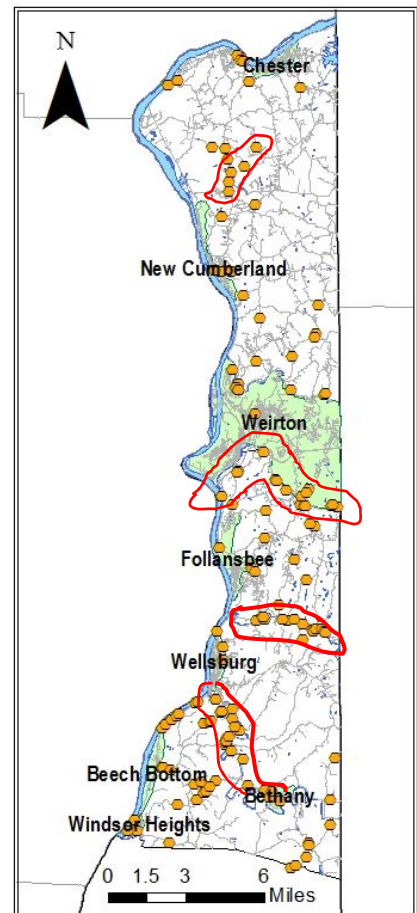 N
Chester
New Cumberland
Weirton
Follansbee
Wellsburg
Beech Bottom
Bethany
Windsor Heights
0 1.5 3 6
Miles